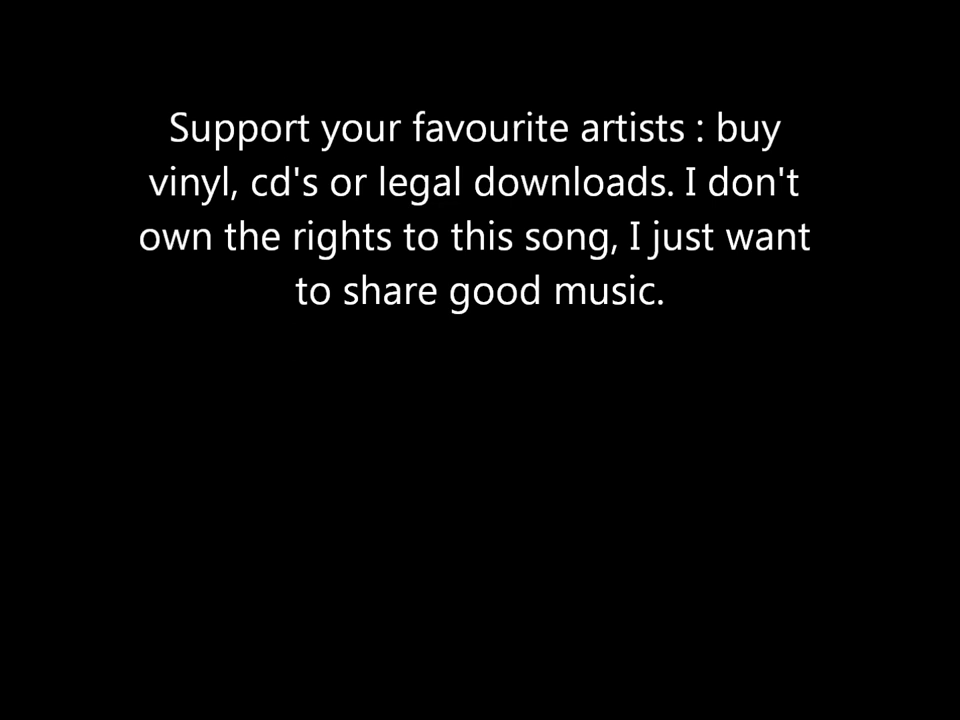 Support your favourite artists : buy
vinyl, cd's or legal downloads. I don't
own the rights to this song, I just want
to share good music.